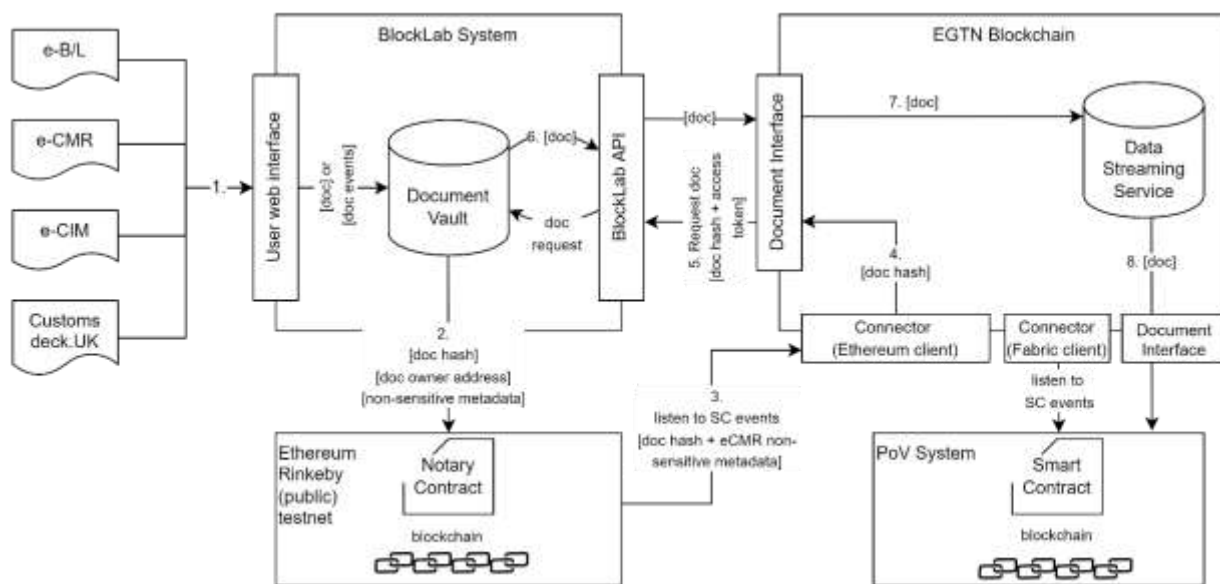 BlockLab System
EGTN Blockchain
e-B/L
e-CMR
e-CIM
Customs
deck.UK
1.
User web interface
[doc] or
[doc events]
Document
Vault
6. [doc]
doc
request
BlockLab API
[doc]
5. Request doc
[doc hash + access
token]
Document Interface
7. [doc]
Data
Streaming
Service
4.
[doc hash]
8. [doc]
2.
[doc hash]
[doc owner address]
[non-sensitive metadata]
Connector
(Ethereum client)
Connector
(Fabric client)
Document
Interface
3.
listen to SC events
[doc hash + eCMR non-
sensitive metadata]
listen to
SC events
Ethereum
Rinkeby
(public)
testnet
Notary
Contract
blockchain
PoV System
Smart
Contract
blockchain